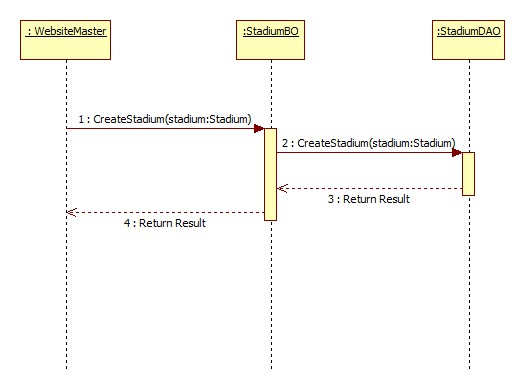 : WebsiteMaster
:StadiumBO
:StadiumDAO
1 : CreateStadium(stadium:Stadium)
2 : CreateStadium(stadium:Stadium)
3 : Return Result
4 : Return Result